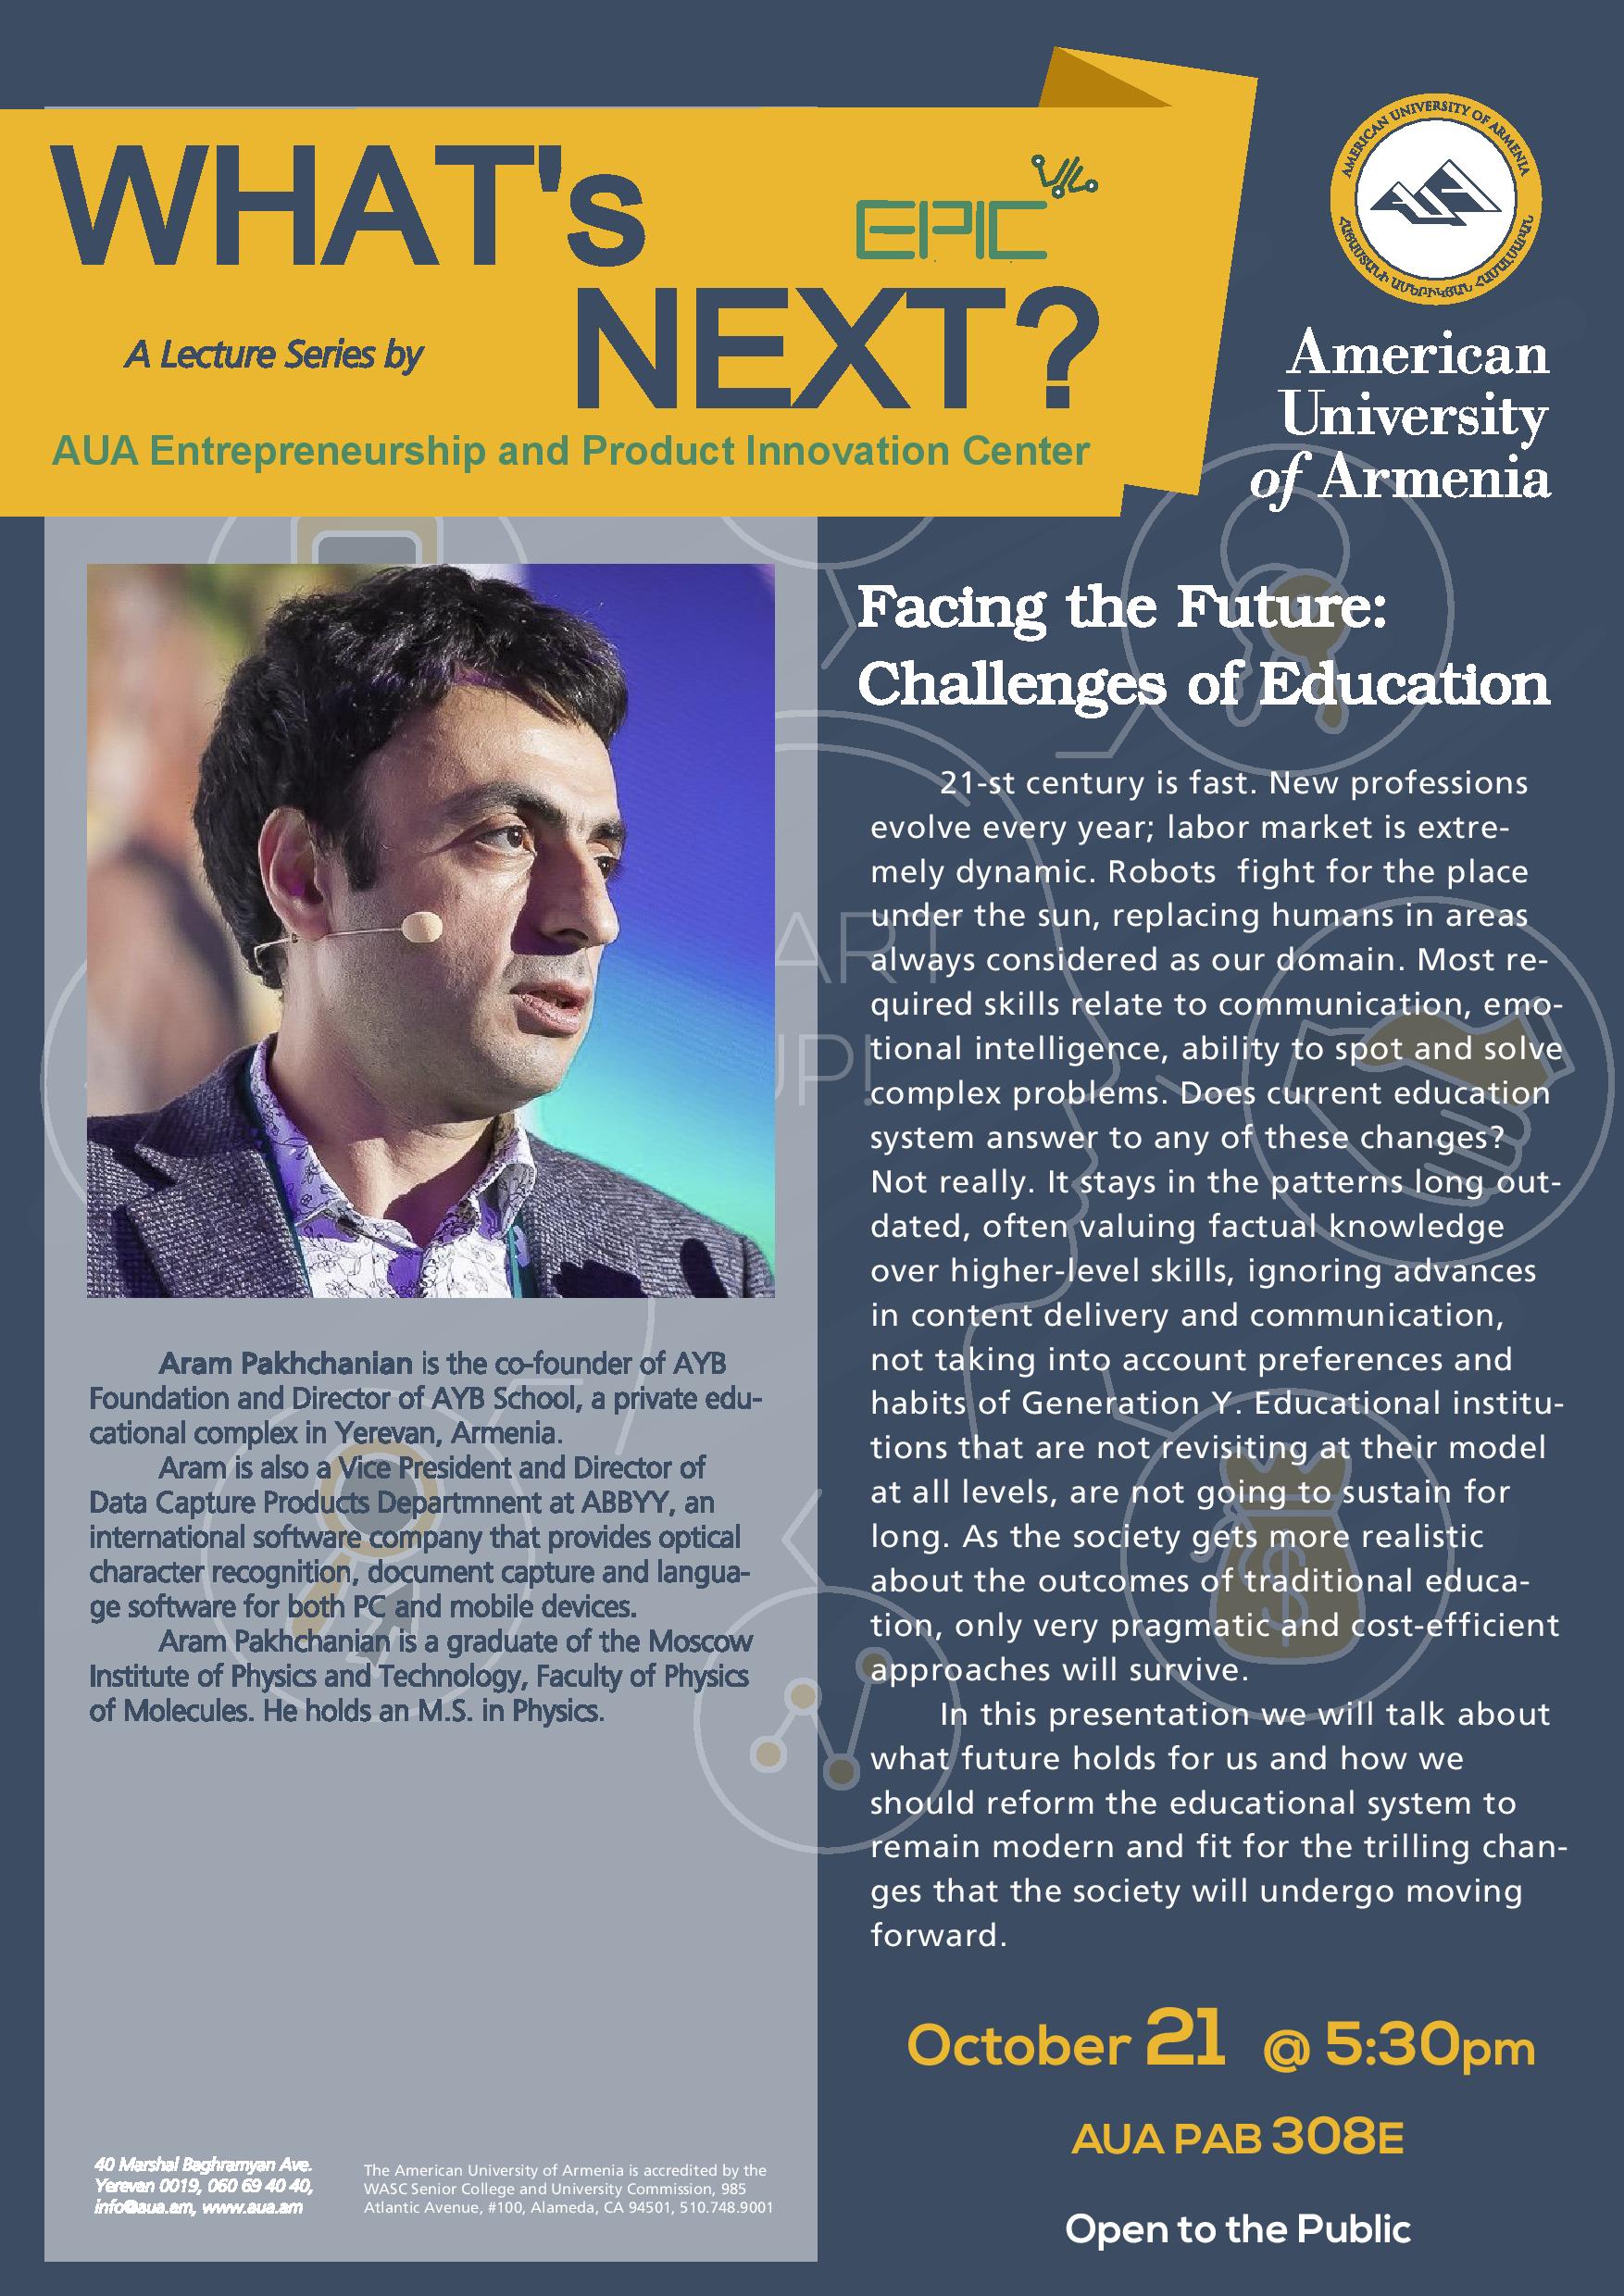 WHAT's
NEXT?
EPIC
A Lecture Series by
AUA Entrepreneurship and Product Innovation Center
AMERICAN UNIVERSITY OF ARMENIA
ՀԱՅԱՍՏԱՆԻ ԱՄԵՐԻԿՅԱՆ ՀԱՄԱԼՍԱՐԱՆ
AUA
American
University
of Armenia
Aram Pakhchanian is the co-founder of AYB
Foundation and Director of AYB School, a private edu-
cational complex in Yerevan, Armenia.
Aram is also a Vice President and Director of
Data Capture Products Departmnent at ABBYY, an
international software company that provides optical
character recognition, document capture and langua-
ge software for both PC and mobile devices.
Aram Pakhchanian is a graduate of the Moscow
Institute of Physics and Technology, Faculty of Physics
of Molecules. He holds an M.S. in Physics.
40 Marshal Baghramyan Ave.
Yerevan 0019, 060 69 40 40,
info@aua.am, www.aua.am
The American University of Armenia is accredited by the
WASC Senior College and University Commission, 985
Atlantic Avenue, #100, Alameda, CA 94501, 510.748.9001
Facing the Future:
Challenges of Education
21-st century is fast. New professions
evolve every year; labor market is extre-
mely dynamic. Robots fight for the place
under the sun, replacing humans in areas
always considered as our domain. Most re-
quired skills relate to communication, emo-
tional intelligence, ability to spot and solve
complex problems. Does current education
system answer to any of these changes?
Not really. It stays in the patterns long out-
dated, often valuing factual knowledge
over higher-level skills, ignoring advances
in content delivery and communication,
not taking into account preferences and
habits of Generation Y. Educational institu-
tions that are not revisiting at their model
at all levels, are not going to sustain for
long. As the society gets more realistic
about the outcomes of traditional educa-
tion, only very pragmatic and cost-efficient
approaches will survive.
In this presentation we will talk about
what future holds for us and how we
should reform the educational system to
remain modern and fit for the trilling chan-
ges that the society will undergo moving
forward.
ART
UP!
October 21 @ 5:30pm
AUA PAB 308E
Open to the Public